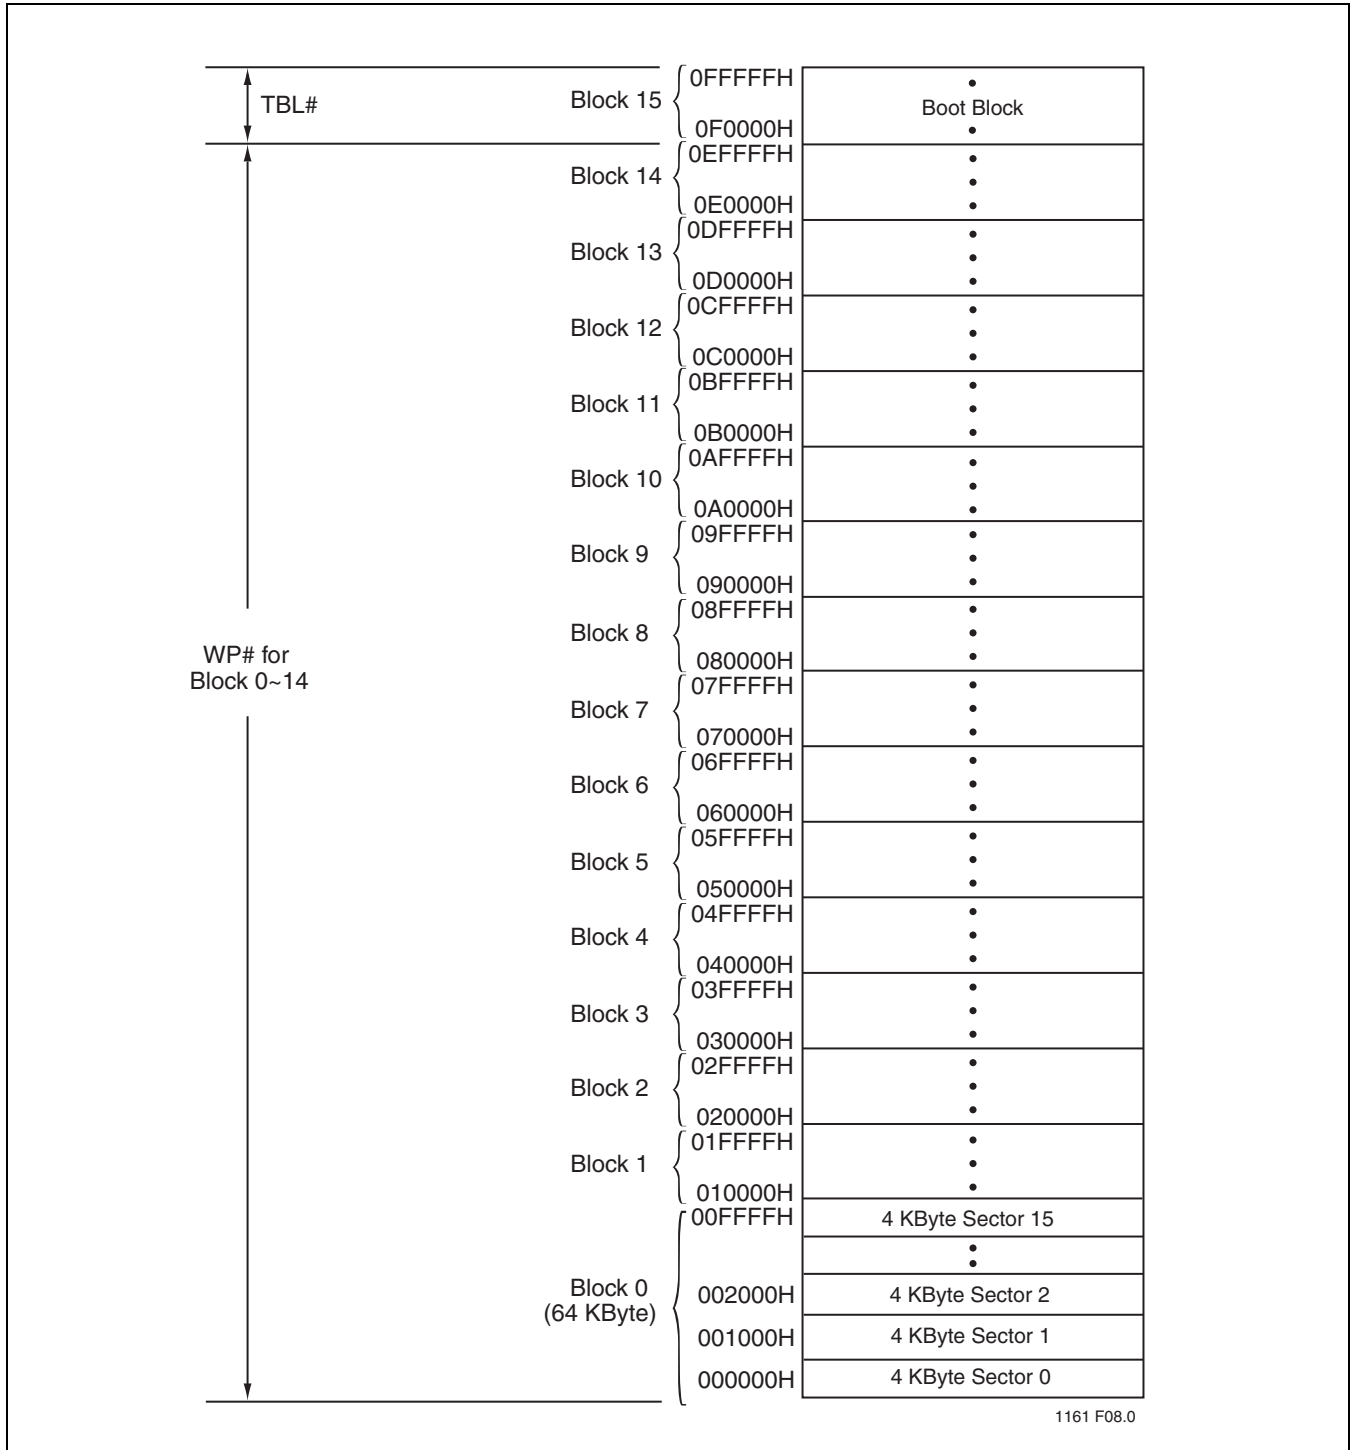 TBL#
Block 15
0FFFFFH
0F0000H
Boot Block
Block 14
0EFFFFH
0E0000H
Block 13
0DFFFFH
0D0000H
Block 12
0CFFFFH
0C0000H
Block 11
0BFFFFH
0B0000H
Block 10
0AFFFFH
0A0000H
Block 9
09FFFFH
090000H
WP# for
Block 0~14
Block 8
08FFFFH
080000H
Block 7
07FFFFH
070000H
Block 6
06FFFFH
060000H
Block 5
05FFFFH
050000H
Block 4
04FFFFH
040000H
Block 3
03FFFFH
030000H
Block 2
02FFFFH
020000H
Block 1
01FFFFH
010000H
Block 0
(64 KByte)
00FFFFH
4 KByte Sector 15
002000H
4 KByte Sector 2
001000H
4 KByte Sector 1
000000H
4 KByte Sector 0
1161 F08.0